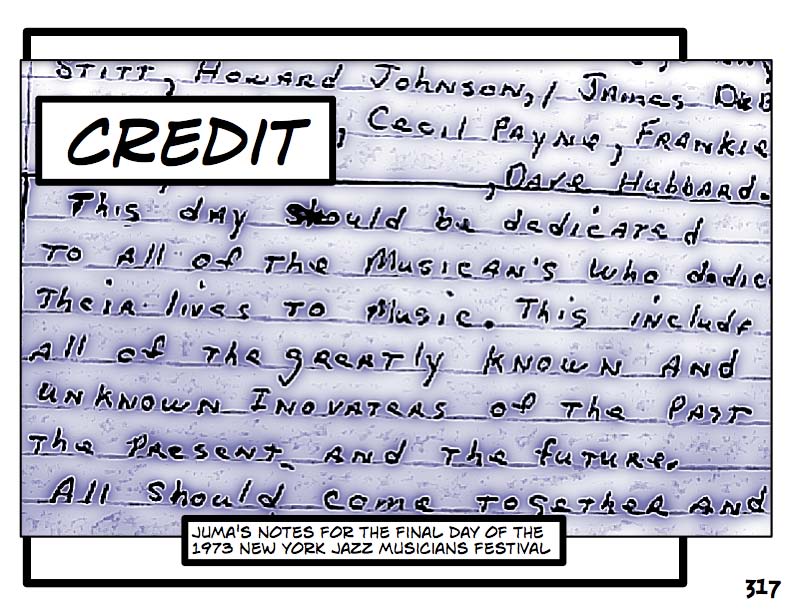 STITT, HOWARD JOHNSON, JAMES DEB
CREDIT
, CECIL PAYNE, FRANKIE
, DAVE HUBBARD.
This day should be dedicated
To All of The Musican's who dedic
Their lives To Music. This include
All of The greatly known And
unknown Inovaters of The Past
The Present And The future.
All Should come Together And
JUMA'S NOTES FOR THE FINAL DAY OF THE
1973 NEW YORK JAZZ MUSICIANS FESTIVAL
317